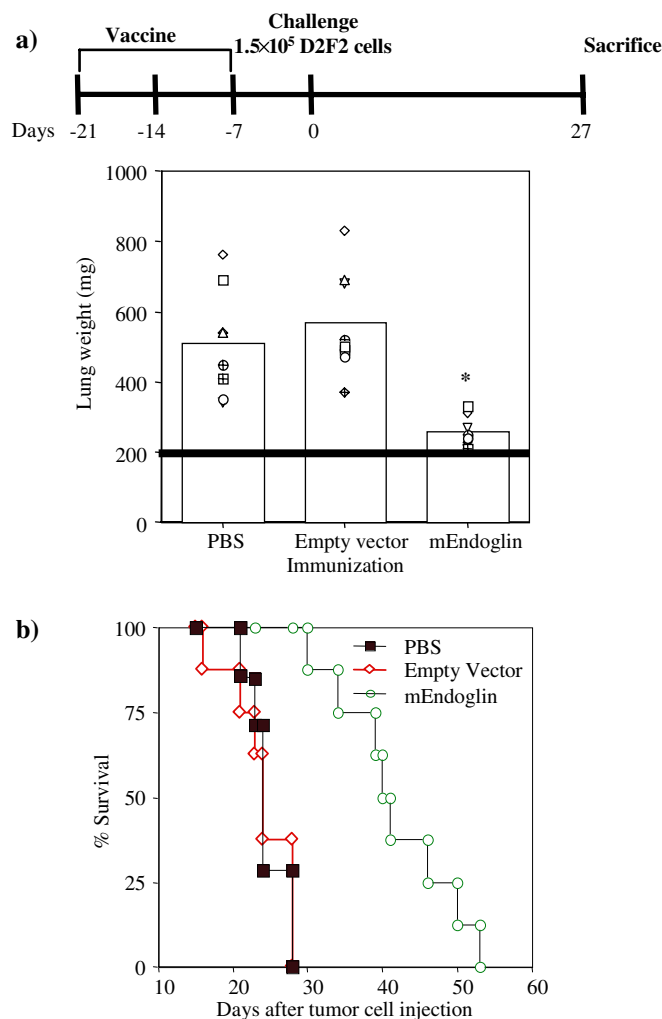 a)
Vaccine
Challenge
1.5×10⁵ D2F2 cells
Sacrifice
Days -21 -14 -7 0 27
1000
800
600
400
200
0
Lung weight (mg)
*
PBS Empty vector mEndoglin
Immunization
b)
100
75
50
25
0
% Survival
PBS
Empty Vector
mEndoglin
10 20 30 40 50 60
Days after tumor cell injection